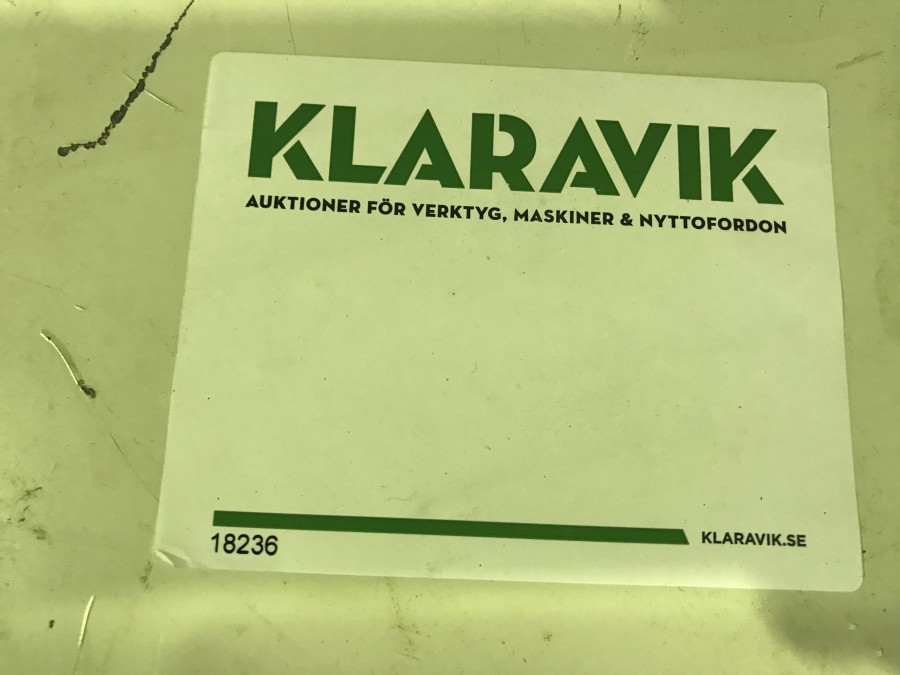 KLARAVIK
AUKTIONER FÖR VERKTYG, MASKINER & NYTTOFORDON
18236
KLARAVIK.SE